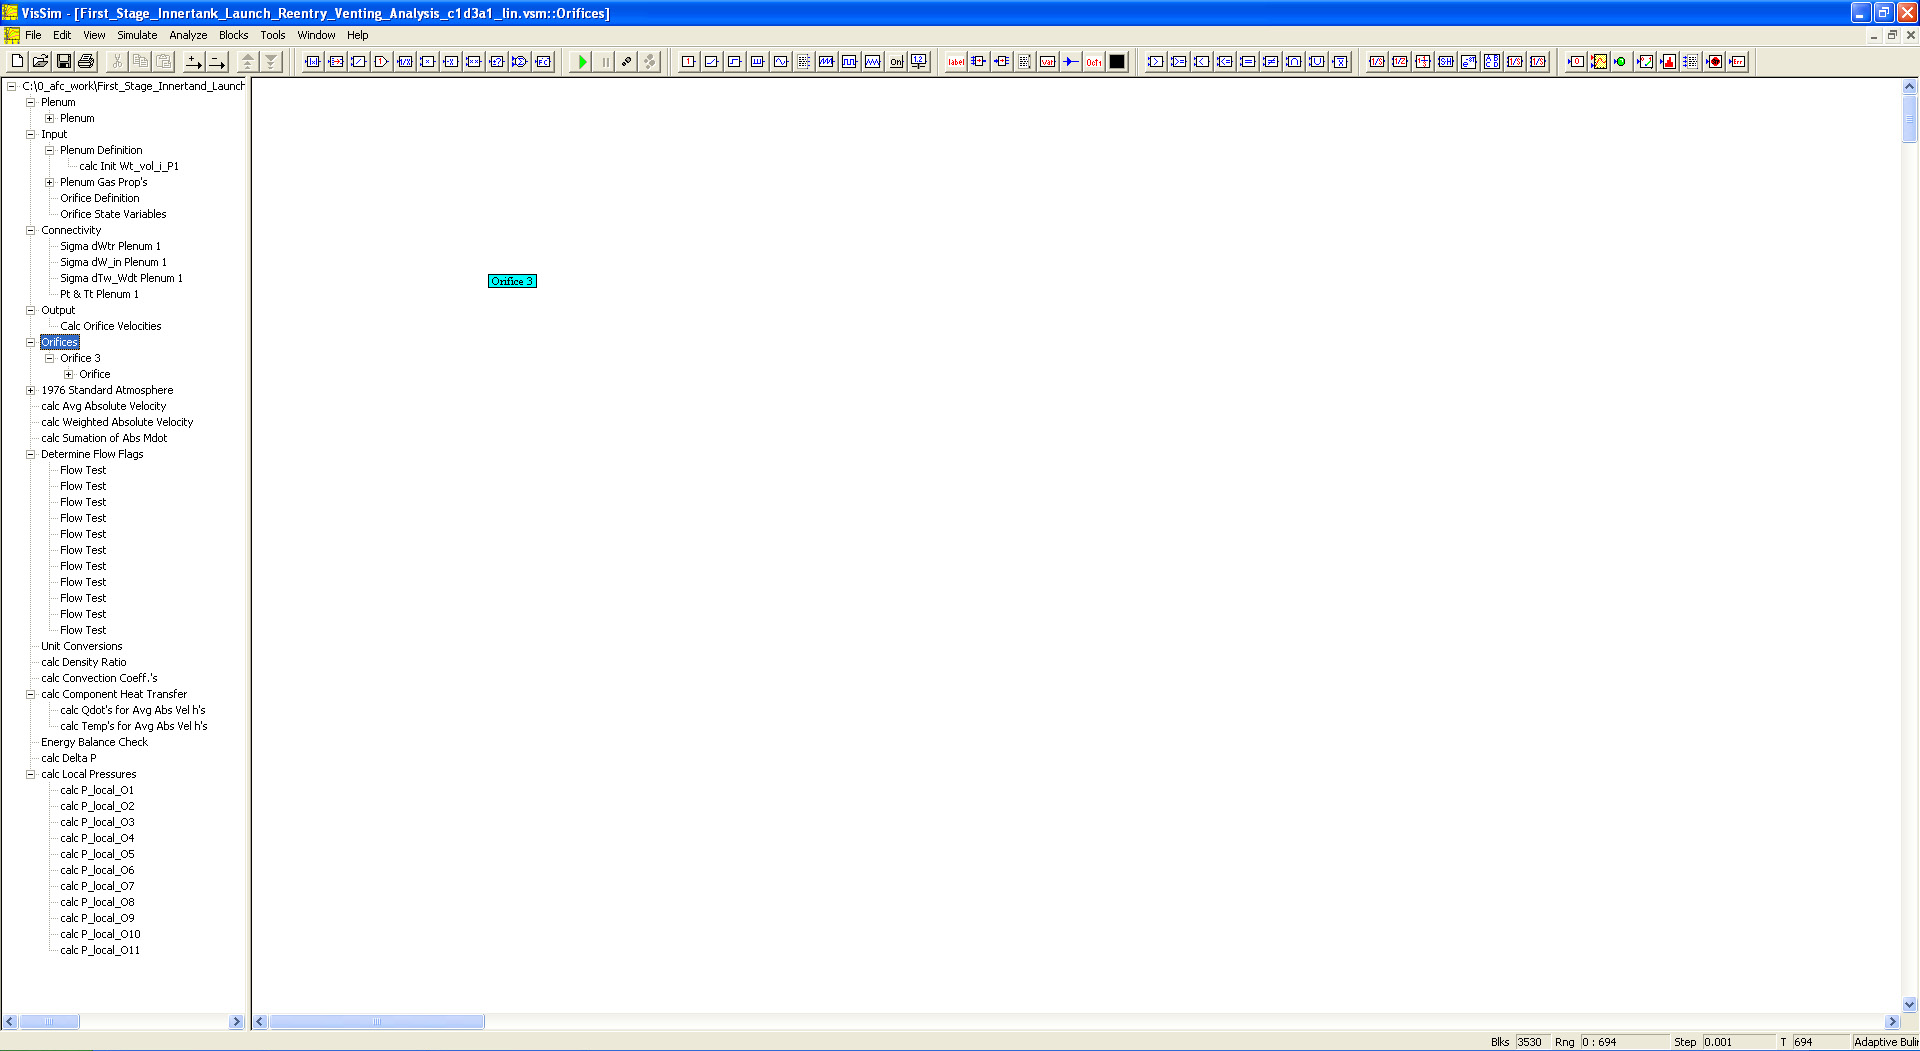 VisSim - [First_Stage_Innertank_Launch_Reentry_Venting_Analysis_c1d3a1_lin.vsm::Orifices]
File Edit View Simulate Analyze Blocks Tools Window Help
C:\0_afc_work\First_Stage_Innertand_Launch
Plenum
Plenum
Input
Plenum Definition
calc Init Wt_vol_i_P1
Plenum Gas Prop's
Orifice Definition
Orifice State Variables
Connectivity
Sigma dWtr Plenum 1
Sigma dW_in Plenum 1
Sigma dTw_Wdt Plenum 1
Pt & Tt Plenum 1
Output
Calc Orifice Velocities
Orifices
Orifice 3
Orifice
1976 Standard Atmosphere
calc Avg Absolute Velocity
calc Weighted Absolute Velocity
calc Sumation of Abs Mdot
Determine Flow Flags
Flow Test
Flow Test
Flow Test
Flow Test
Flow Test
Flow Test
Flow Test
Flow Test
Flow Test
Flow Test
Flow Test
Unit Conversions
calc Density Ratio
calc Convection Coeff.'s
calc Component Heat Transfer
calc Qdot's for Avg Abs Vel h's
calc Temp's for Avg Abs Vel h's
Energy Balance Check
calc Delta P
calc Local Pressures
calc P_local_O1
calc P_local_O2
calc P_local_O3
calc P_local_O4
calc P_local_O5
calc P_local_O6
calc P_local_O7
calc P_local_O8
calc P_local_O9
calc P_local_O10
calc P_local_O11
Orifice 3
Blks 3530 Rng 0 : 694 Step 0.001 T 694 Adaptive Bulir